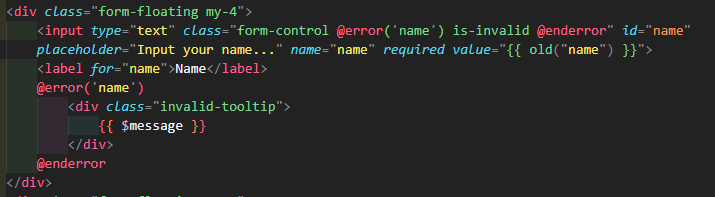 <div class="form-floating my-4">
<input type="text" class="form-control @error('name') is-invalid @enderror" id="name"
placeholder="Input your name..." name="name" required value="{{ old("name") }}">
<label for="name">Name</label>
@error('name')
<div class="invalid-tooltip">
{{ $message }}
</div>
@enderror
</div>